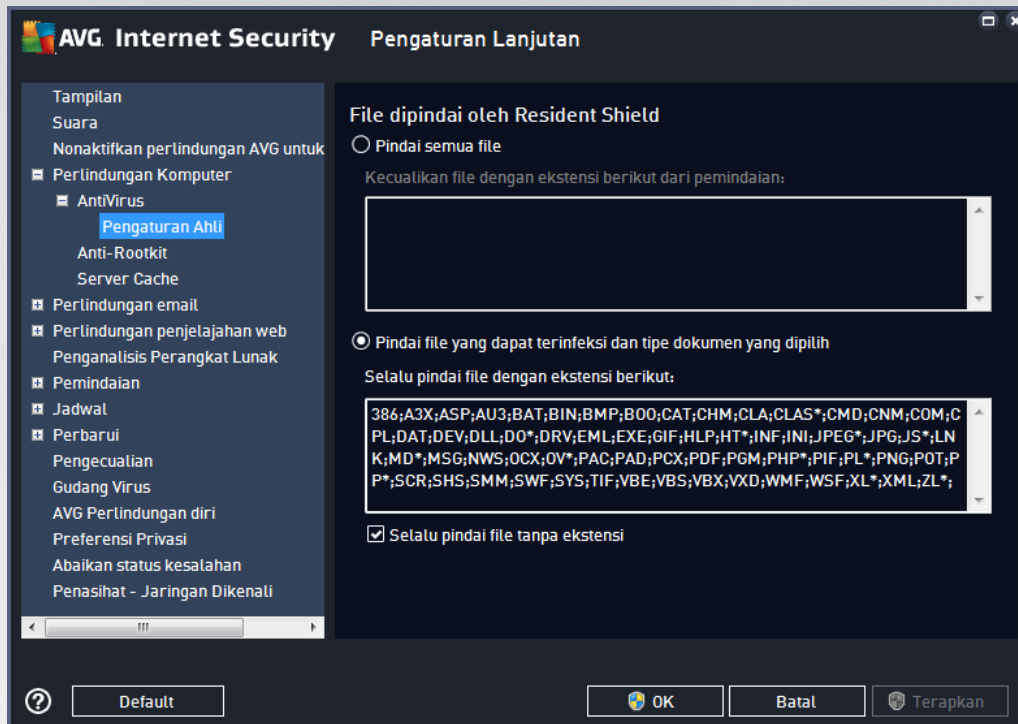 AVG Internet Security
Pengaturan Lanjutan
Tampilan
Suara
Nonaktifkan perlindungan AVG untuk
Perlindungan Komputer
AntiVirus
Pengaturan Ahli
Anti-Rootkit
Server Cache
Perlindungan email
Perlindungan penjelajahan web
Penganalisis Perangkat Lunak
Pemindaian
Jadwal
Perbarui
Pengecualian
Gudang Virus
AVG Perlindungan diri
Preferensi Privasi
Abaikan status kesalahan
Penasihat - Jaringan Dikenali
File dipindai oleh Resident Shield
Pindai semua file
Kecualikan file dengan ekstensi berikut dari pemindaian:
Pindai file yang dapat terinfeksi dan tipe dokumen yang dipilih
Selalu pindai file dengan ekstensi berikut:
386;A3X;ASP;AU3;BAT;BIN;BMP;BOO;CAT;CHM;CLA;CLAS*;CMD;CNM;COM;C
PL;DAT;DEV;DLL;DO*;DRV;EML;EXE;GIF;HLP;HT*;INF;INI;JPEG*;JPG;JS*;LN
K;MD*;MSG;NWS;OCX;OV*;PAC;PAD;PCX;PDF;PGM;PHP*;PIF;PL*;PNG;POT;P
P*;SCR;SHS;SMM;SWF;SYS;TIF;VBE;VBS;VBX;VXD;WMF;WSF;XL*;XML;ZL*;
Selalu pindai file tanpa ekstensi
Default
OK
Batal
Terapkan